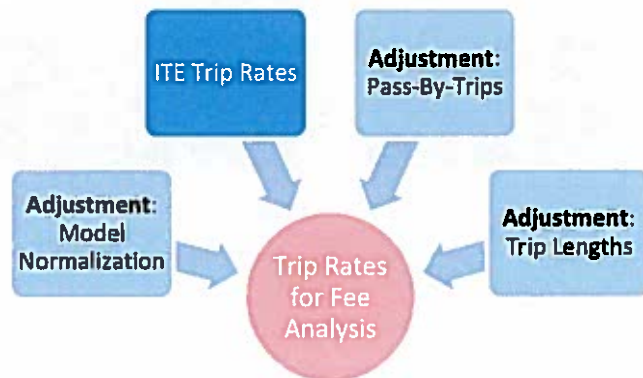 ITE Trip Rates
Adjustment:
Pass-By-Trips
Adjustment:
Model
Normalization
Adjustment:
Trip Lengths
Trip Rates
for Fee
Analysis